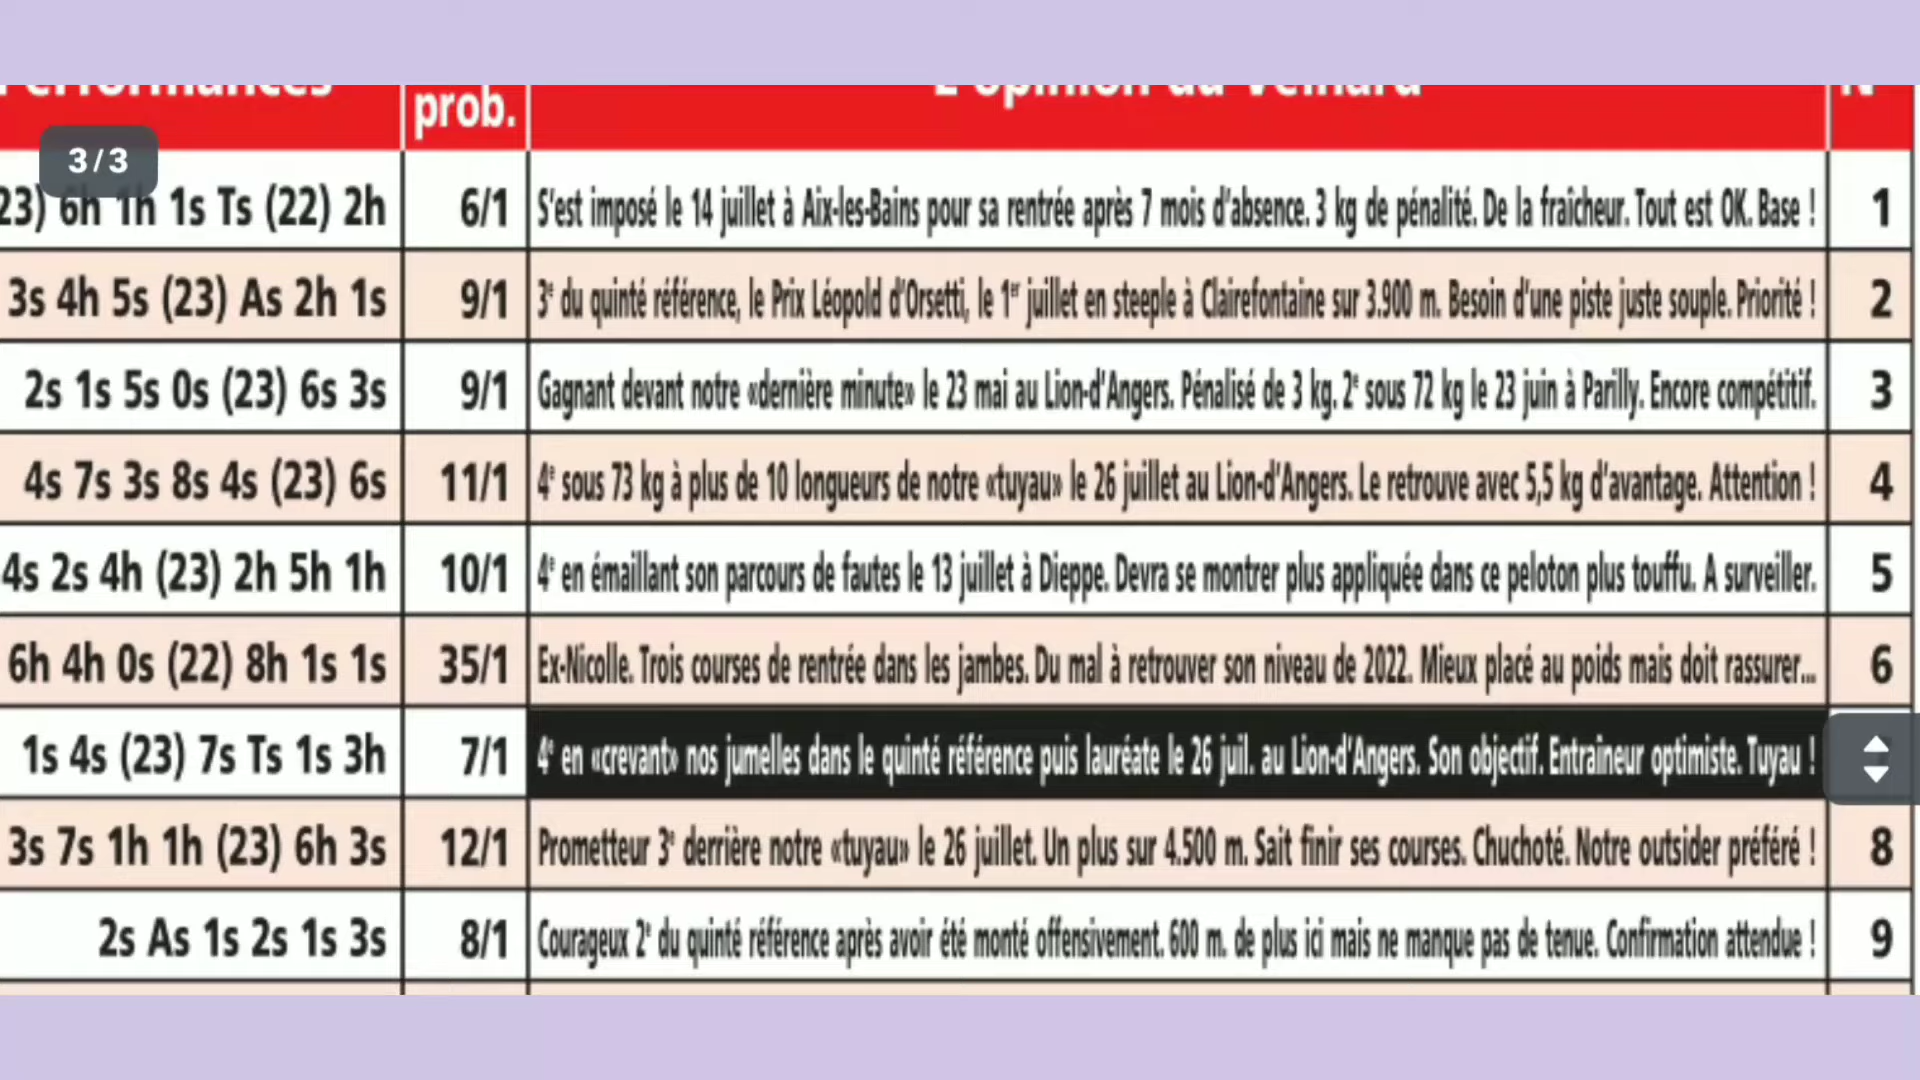 Performances prob. L'opinion du Veinard N°
3/3
23) 6h 1h 1s Ts (22) 2h 6/1 S'est imposé le 14 juillet à Aix-les-Bains pour sa rentrée après 7 mois d'absence. 3 kg de pénalité. De la fraîcheur. Tout est OK. Base ! 1
3s 4h 5s (23) As 2h 1s 9/1 3e du quinté référence, le Prix Léopold d'Orsetti, le 1er juillet en steeple à Clairefontaine sur 3.900 m. Besoin d'une piste juste souple. Priorité ! 2
2s 1s 5s 0s (23) 6s 3s 9/1 Gagnant devant notre «dernière minute» le 23 mai au Lion-d'Angers. Pénalisé de 3 kg. 2e sous 72 kg le 23 juin à Parilly. Encore compétitif. 3
4s 7s 3s 8s 4s (23) 6s 11/1 4e sous 73 kg à plus de 10 longueurs de notre «tuyau» le 26 juillet au Lion-d'Angers. Le retrouve avec 5,5 kg d'avantage. Attention ! 4
4s 2s 4h (23) 2h 5h 1h 10/1 4e en émaillant son parcours de fautes le 13 juillet à Dieppe. Devra se montrer plus appliquée dans ce peloton plus touffu. A surveiller. 5
6h 4h 0s (22) 8h 1s 1s 35/1 Ex-Nicolle. Trois courses de rentrée dans les jambes. Du mal à retrouver son niveau de 2022. Mieux placé au poids mais doit rassurer... 6
1s 4s (23) 7s Ts 1s 3h 7/1 4e en «crevant» nos jumelles dans le quinté référence puis lauréate le 26 juil. au Lion-d'Angers. Son objectif. Entraîneur optimiste. Tuyau !
3s 7s 1h 1h (23) 6h 3s 12/1 Prometteur 3e derrière notre «tuyau» le 26 juillet. Un plus sur 4.500 m. Sait finir ses courses. Chuchoté. Notre outsider préféré ! 8
2s As 1s 2s 1s 3s 8/1 Courageux 2e du quinté référence après avoir été monté offensivement. 600 m. de plus ici mais ne manque pas de tenue. Confirmation attendue ! 9